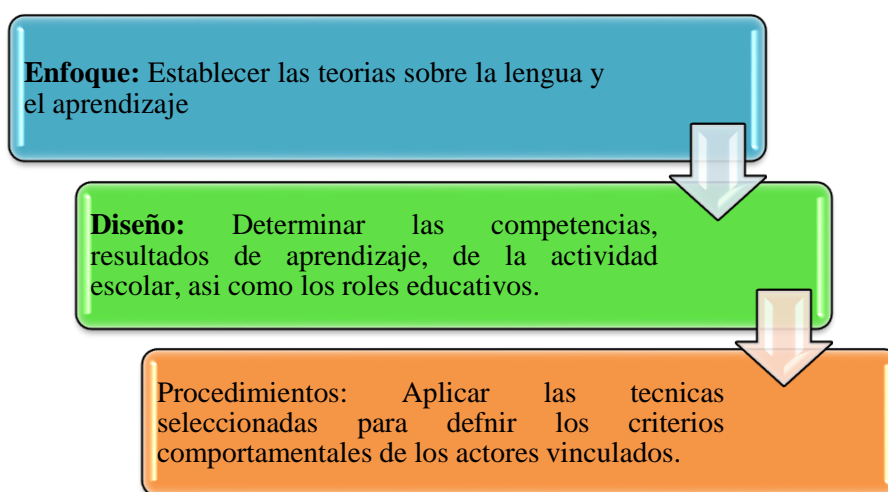 Enfoque: Establecer las teorias sobre la lengua y
el aprendizaje
Diseño: Determinar las competencias,
resultados de aprendizaje, de la actividad
escolar, asi como los roles educativos.
Procedimientos: Aplicar las tecnicas
seleccionadas para defnir los criterios
comportamentales de los actores vinculados.